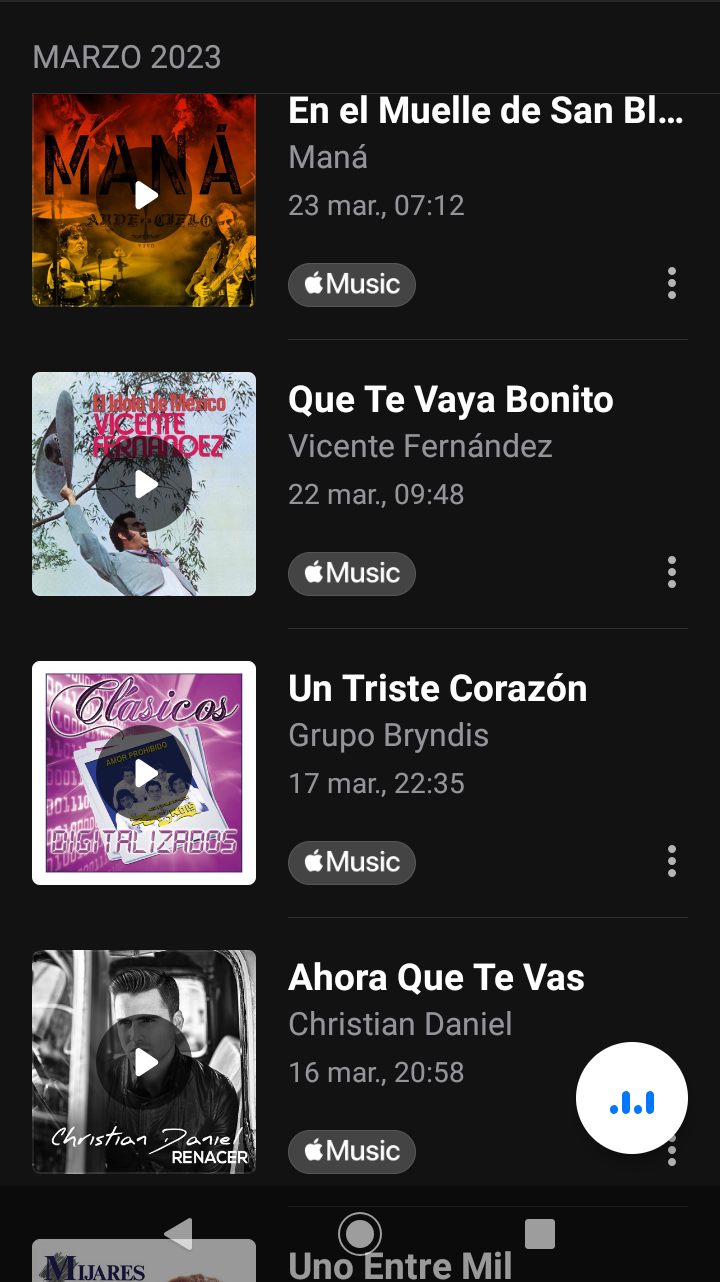 MARZO 2023
MANÁ
ARDE EL CIELO
VIVO
En el Muelle de San Bl...
Maná
23 mar., 07:12
Music
El Idolo de México
VICENTE
FERNANDEZ
Que Te Vaya Bonito
Vicente Fernández
22 mar., 09:48
Music
Clásicos
AMOR PROHIBIDO
DIGITALIZADOS
Un Triste Corazón
Grupo Bryndis
17 mar., 22:35
Music
Christian Daniel
RENACER
Ahora Que Te Vas
Christian Daniel
16 mar., 20:58
Music
MIJARES
Uno Entre Mil